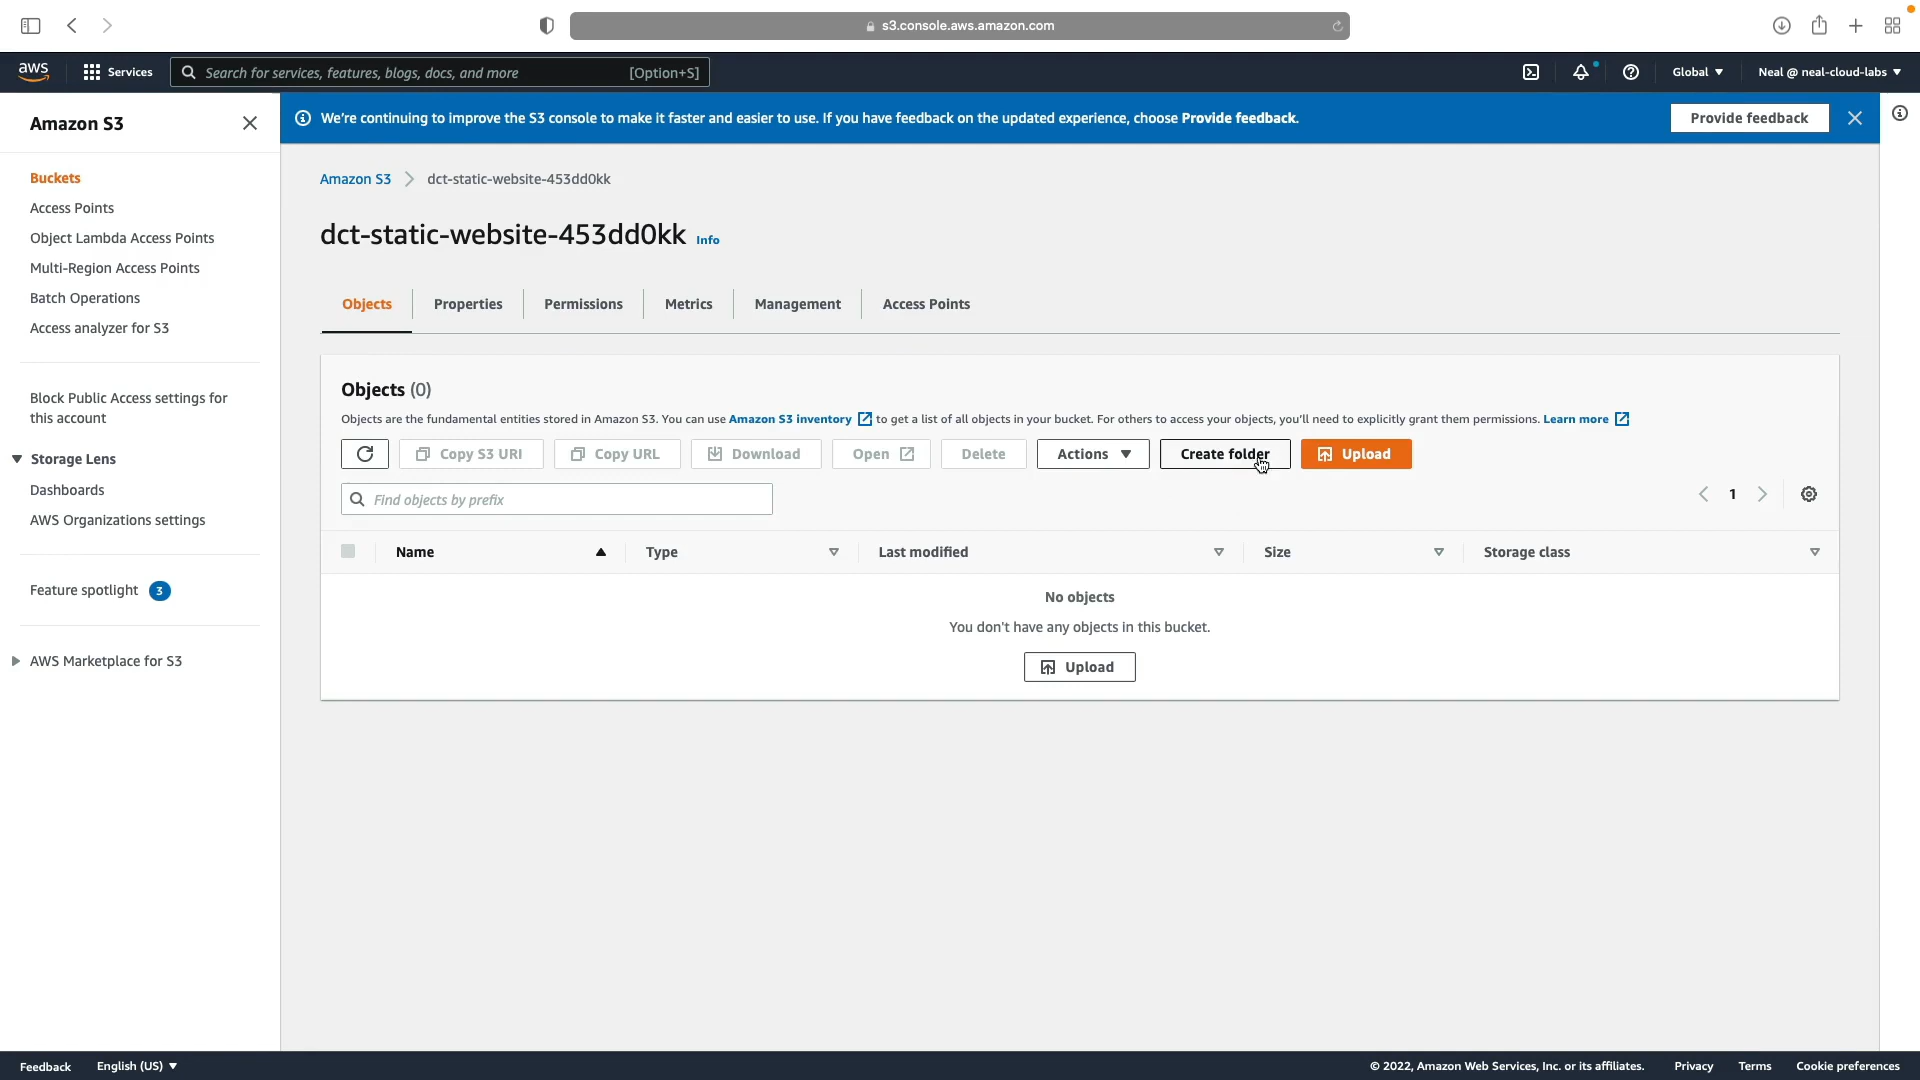 s3.console.aws.amazon.com
aws
Services
Search for services, features, blogs, docs, and more
[Option+S]
Global
Neal @ neal-cloud-labs
Amazon S3
We're continuing to improve the S3 console to make it faster and easier to use. If you have feedback on the updated experience, choose Provide feedback.
Provide feedback
Buckets
Access Points
Object Lambda Access Points
Multi-Region Access Points
Batch Operations
Access analyzer for S3
Block Public Access settings for
this account
Storage Lens
Dashboards
AWS Organizations settings
Feature spotlight 3
AWS Marketplace for S3
Amazon S3 dct-static-website-453dd0kk
dct-static-website-453dd0kk Info
Objects
Properties
Permissions
Metrics
Management
Access Points
Objects (0)
Objects are the fundamental entities stored in Amazon S3. You can use Amazon S3 inventory to get a list of all objects in your bucket. For others to access your objects, you'll need to explicitly grant them permissions. Learn more
Copy S3 URI
Copy URL
Download
Open
Delete
Actions
Create folder
Upload
Find objects by prefix
1
Name
Type
Last modified
Size
Storage class
No objects
You don't have any objects in this bucket.
Upload
Feedback
English (US)
© 2022, Amazon Web Services, Inc. or its affiliates.
Privacy
Terms
Cookie preferences